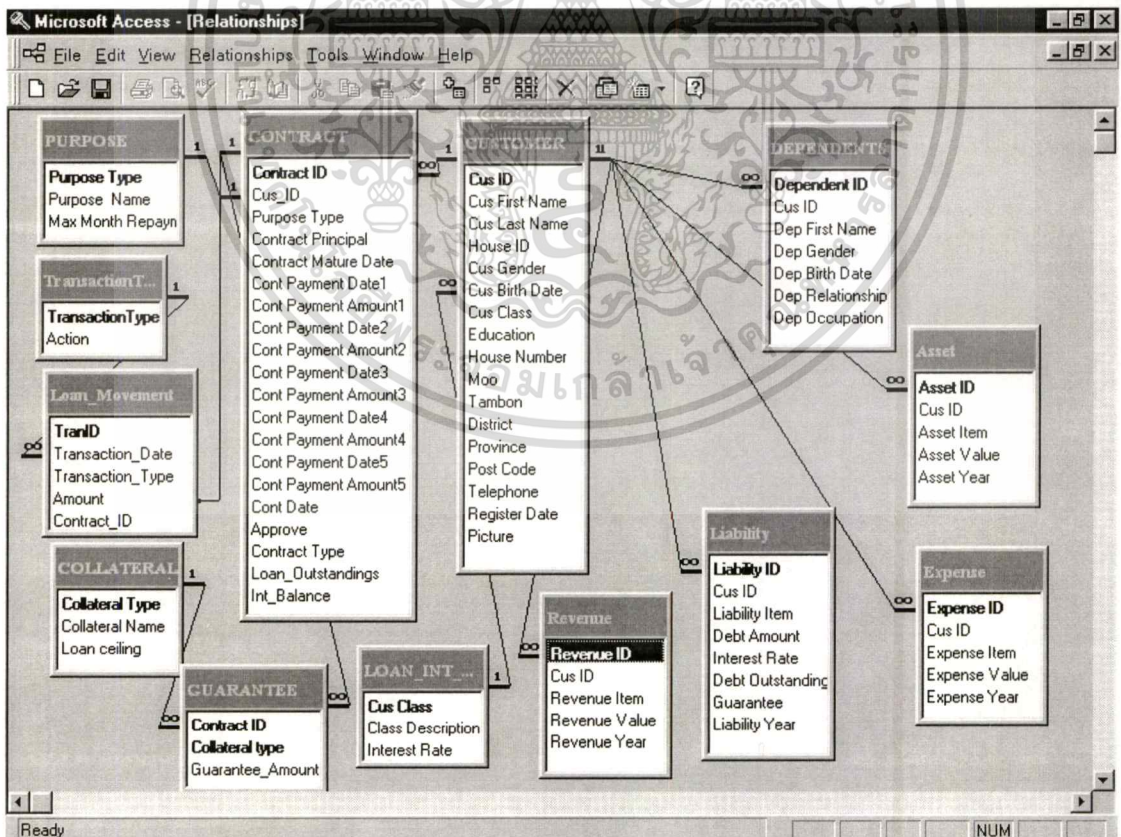 Microsoft Access - [Relationships]
File Edit View Relationships Tools Window Help
PURPOSE
Purpose Type
Purpose Name
Max Month Repayn
TransactionT...
TransactionType
Action
Loan_Movement
TranID
Transaction_Date
Transaction_Type
Amount
Contract_ID
COLLATERAL
Collateral Type
Collateral Name
Loan ceiling
GUARANTEE
Contract ID
Collateral type
Guarantee_Amount
CONTRACT
Contract ID
Cus_ID
Purpose Type
Contract Principal
Contract Mature Date
Cont Payment Date1
Cont Payment Amount1
Cont Payment Date2
Cont Payment Amount2
Cont Payment Date3
Cont Payment Amount3
Cont Payment Date4
Cont Payment Amount4
Cont Payment Date5
Cont Payment Amount5
Cont Date
Approve
Contract Type
Loan_Outstandings
Int_Balance
LOAN_INT_...
Cus Class
Class Description
Interest Rate
CUSTOMER
Cus ID
Cus First Name
Cus Last Name
House ID
Cus Gender
Cus Birth Date
Cus Class
Education
House Number
Moo
Tambon
District
Province
Post Code
Telephone
Register Date
Picture
Revenue
Revenue ID
Cus ID
Revenue Item
Revenue Value
Revenue Year
Liability
Liability ID
Cus ID
Liability Item
Debt Amount
Interest Rate
Debt Outstanding
Guarantee
Liability Year
DEPENDENTS
Dependent ID
Cus ID
Dep First Name
Dep Gender
Dep Birth Date
Dep Relationship
Dep Occupation
Asset
Asset ID
Cus ID
Asset Item
Asset Value
Asset Year
Expense
Expense ID
Cus ID
Expense Item
Expense Value
Expense Year
1
1
1
1
1
1
11
1
1
∞
∞
∞
∞
∞
∞
∞
∞
∞
∞
Ready
NUM